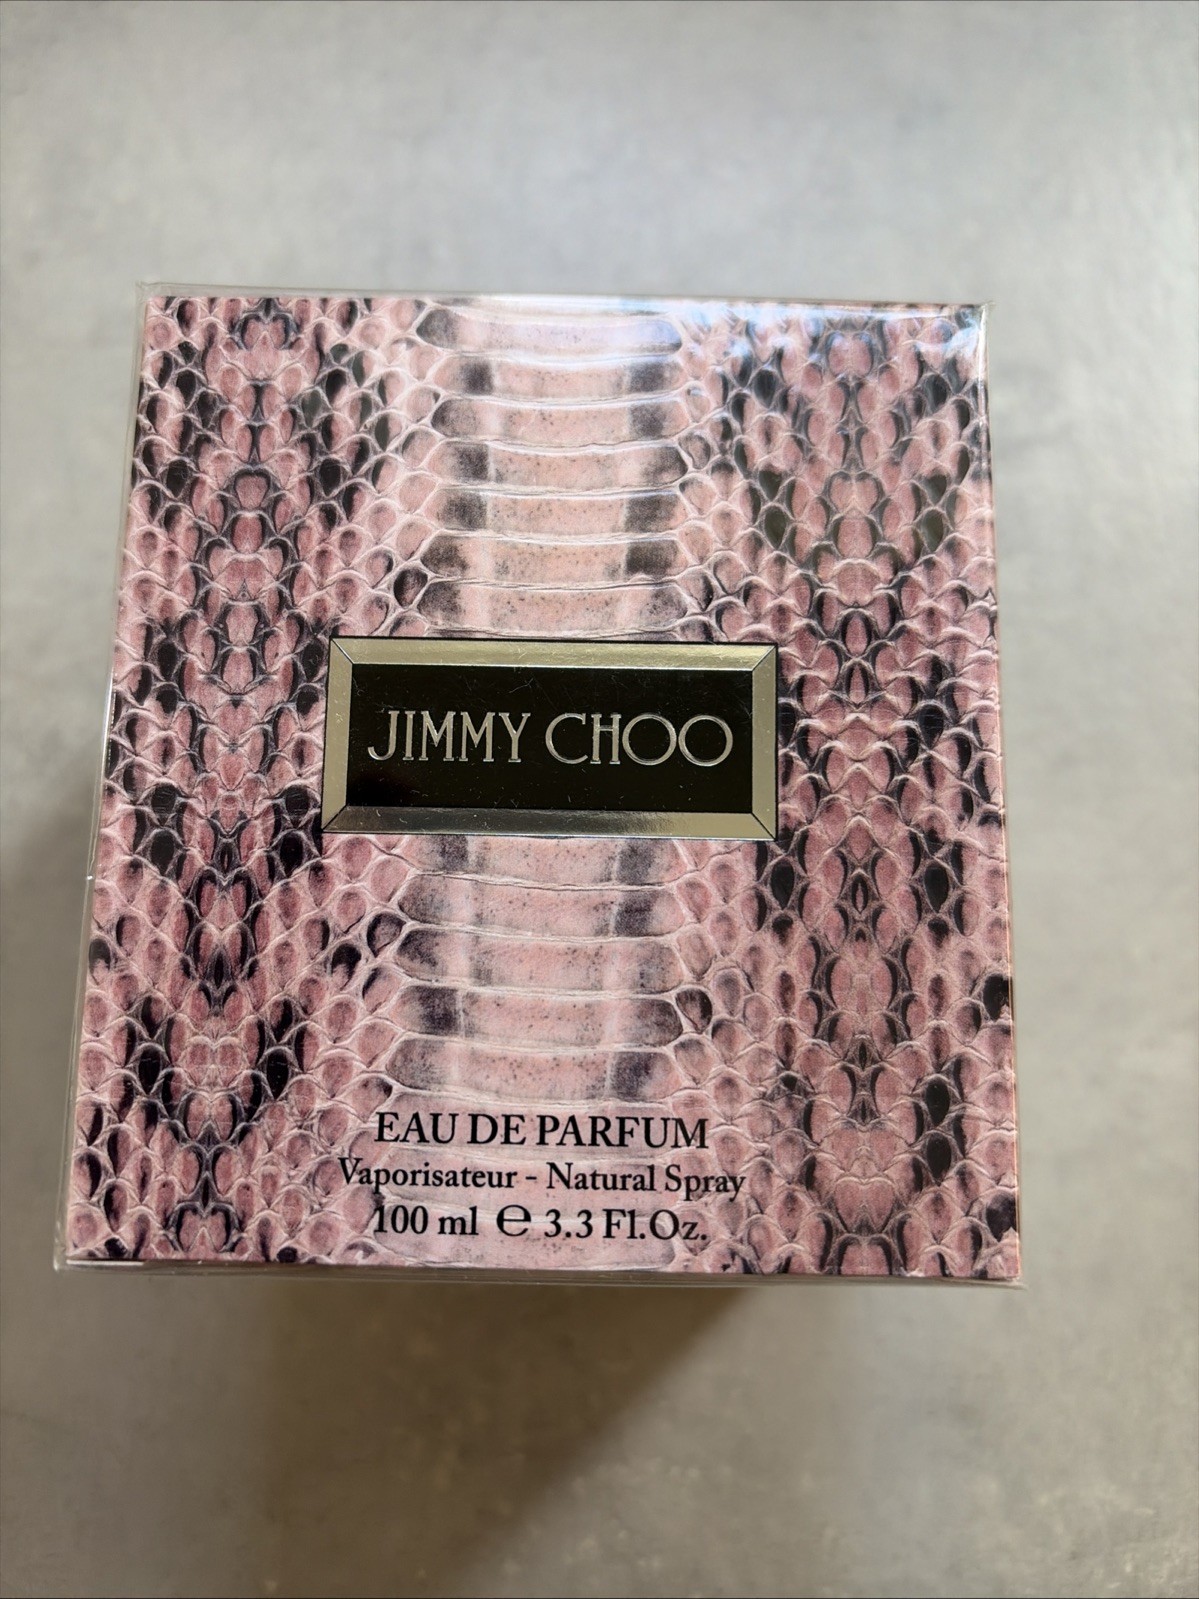 JIMMY CHOO
EAU DE PARFUM
Vaporisateur - Natural Spray
100 ml ℮ 3.3 Fl.Oz.